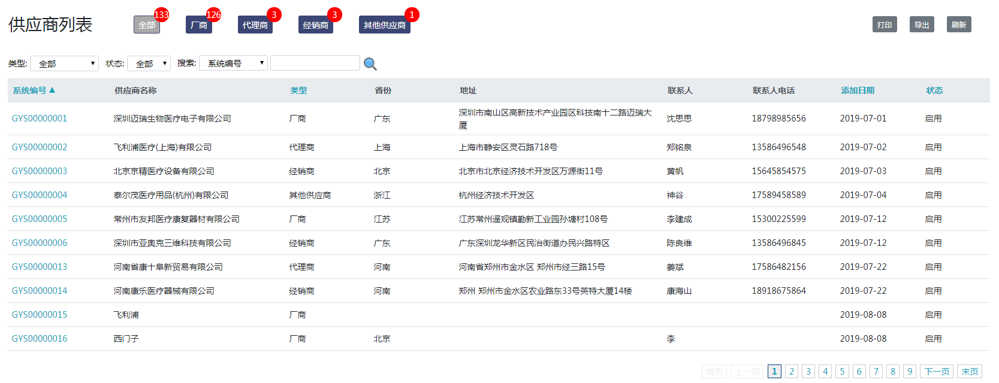 供应商列表 全部 133 厂商 126 代理商 3 经销商 3 其他供应商 1 打印 导出 刷新
类型: 全部 状态: 全部 搜索: 系统编号
系统编号▲ 供应商名称 类型 省份 地址 联系人 联系人电话 添加日期 状态
GYS00000001 深圳迈瑞生物医疗电子有限公司 厂商 广东 深圳市南山区高新技术产业园区科技南十二路迈瑞大 沈思思 18798985656 2019-07-01 启用
厦
GYS00000002 飞利浦医疗(上海)有限公司 代理商 上海 上海市静安区灵石路718号 郑铭泉 13586496548 2019-07-02 启用
GYS00000003 北京京精医疗设备有限公司 经销商 北京 北京市北京经济技术开发区万源街11号 黄帆 15645854575 2019-07-03 启用
GYS00000004 泰尔茂医疗用品(杭州)有限公司 其他供应商 浙江 杭州经济技术开发区 神谷 17589458589 2019-07-04 启用
GYS00000005 常州市友邦医疗康复器材有限公司 厂商 江苏 江苏常州遥观镇勤新工业园孙塘村108号 李建成 15300225599 2019-07-12 启用
GYS00000006 深圳市亚奥克三维科技有限公司 经销商 广东 广东深圳龙华新区民治街道办民兴路特区 陈良维 13586496845 2019-07-12 启用
GYS00000013 河南省康十阜新贸易有限公司 代理商 河南 河南省郑州市金水区 郑州市经三路15号 姜斌 17586482156 2019-07-22 启用
GYS00000014 河南康乐医疗器械有限公司 经销商 河南 郑州 郑州市金水区农业路东33号英特大厦14楼 康海山 18918675864 2019-07-22 启用
GYS00000015 飞利浦 厂商 2019-08-08 启用
GYS00000016 西门子 厂商 北京 李 2019-08-08 启用
首页 上一页 1 2 3 4 5 6 7 8 9 下一页 末页